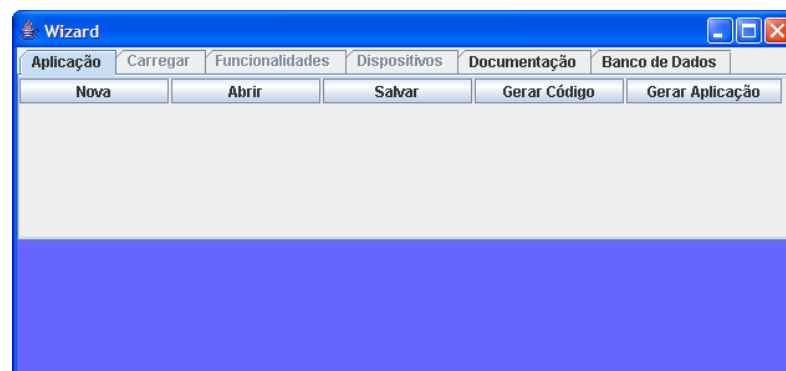 Wizard
Aplicação Carregar Funcionalidades Dispositivos Documentação Banco de Dados
Nova Abrir Salvar Gerar Código Gerar Aplicação